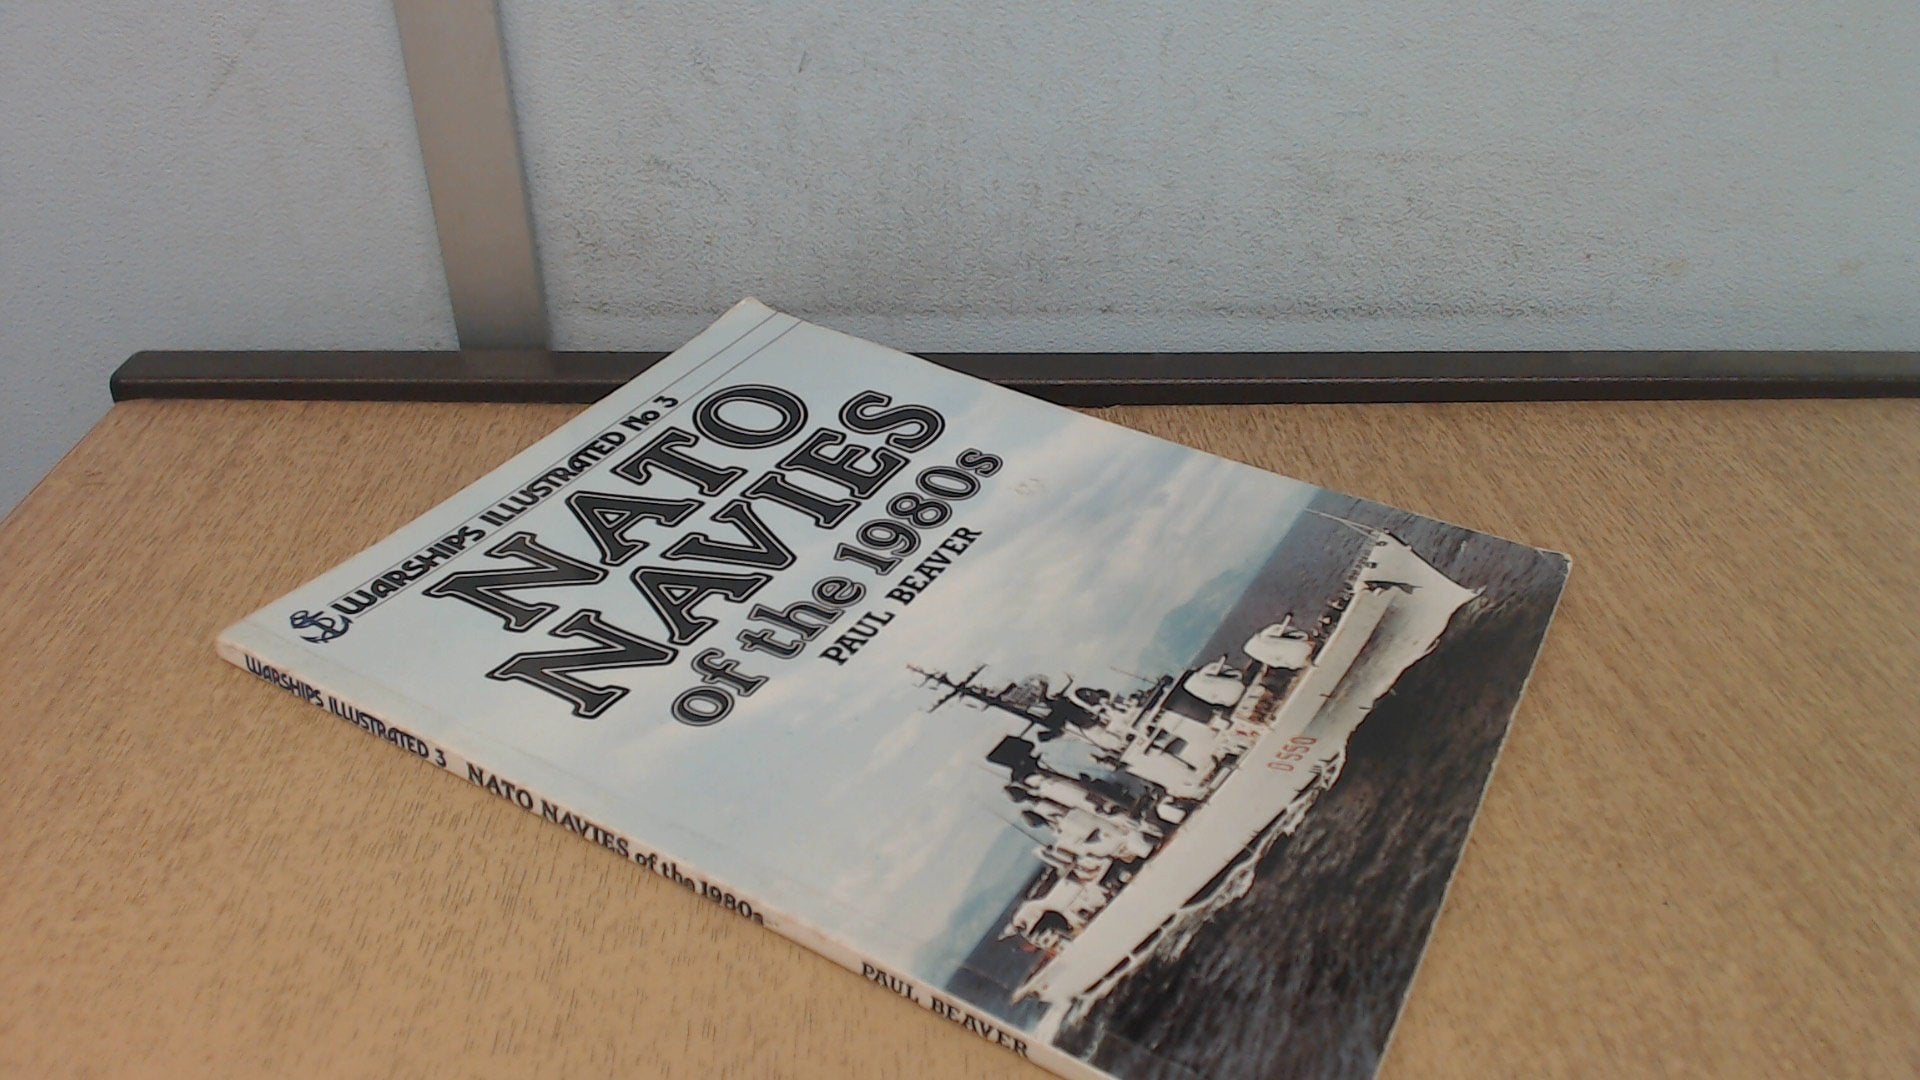 WARSHIPS ILLUSTRATED No 3
NATO
NAVIES
of the 1980s
PAUL BEAVER
D550
WARSHIPS ILLUSTRATED 3 NATO NAVIES of the 1980s PAUL BEAVER